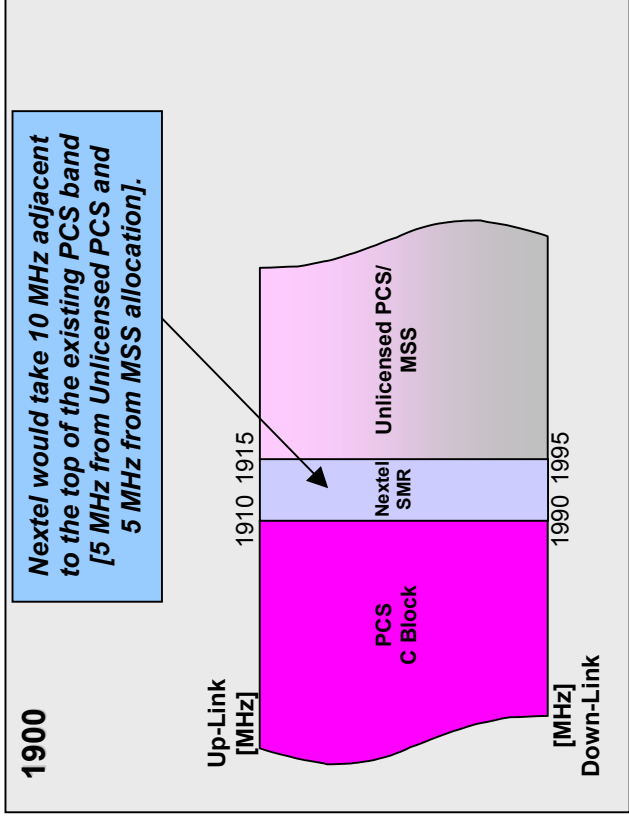 1900
Nextel would take 10 MHz adjacent
to the top of the existing PCS band
[5 MHz from Unlicensed PCS and
5 MHz from MSS allocation].
Up-Link
[MHz]
1910 1915
PCS
C Block
Nextel
SMR
Unlicensed PCS/
MSS
[MHz]
Down-Link
1990 1995